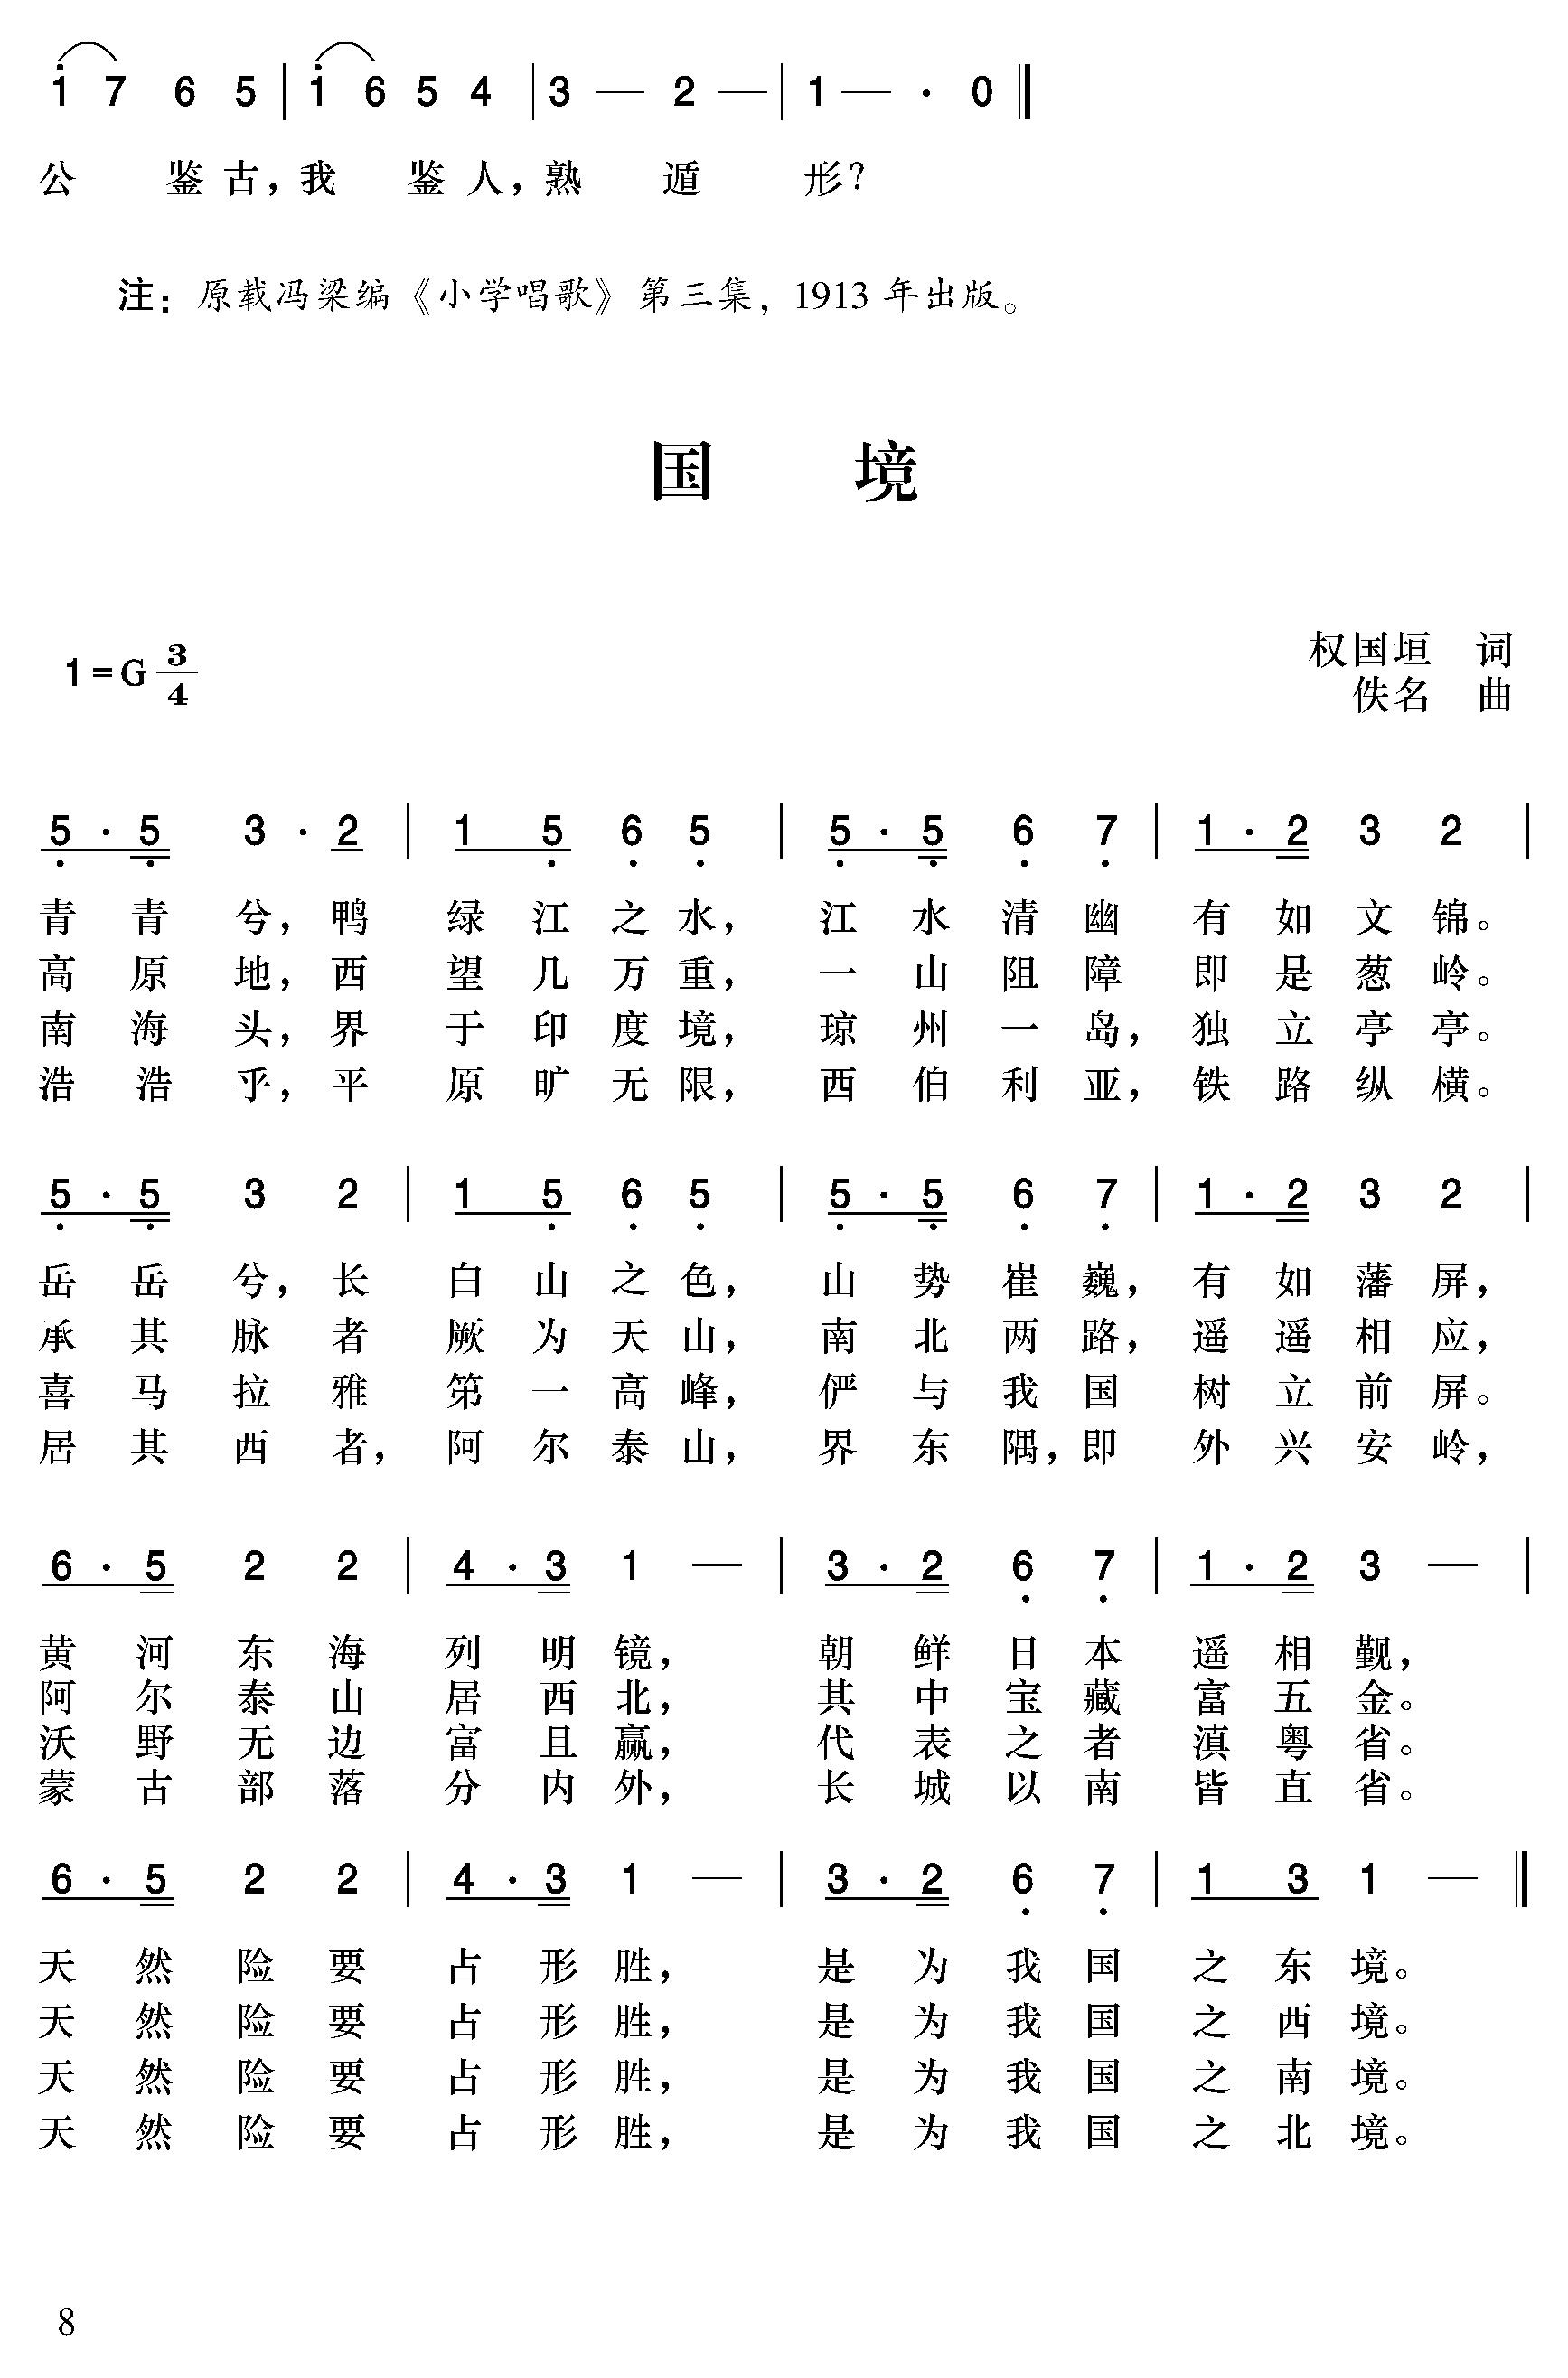 1 7 6 5 | 1 6 5 4 | 3 — 2 — | 1 — · 0 ‖
公 鉴 古，我 鉴 人，熟 遁 形？
注：原载冯梁编《小学唱歌》第三集，1913 年出版。
国 境
权国垣 词
1 = G 3/4
佚名 曲
5 · 5 3 · 2 | 1 5 6 5 | 5 · 5 6 7 | 1 · 2 3 2 |
青 青 兮，鸭 绿 江 之 水， 江 水 清 幽 有 如 文 锦。
高 原 地，西 望 几 万 重， 一 山 阻 障 即 是 葱 岭。
南 海 头，界 于 印 度 境， 琼 州 一 岛，独 立 亭 亭。
浩 浩 乎，平 原 旷 无 限， 西 伯 利 亚，铁 路 纵 横。
5 · 5 3 2 | 1 5 6 5 | 5 · 5 6 7 | 1 · 2 3 2 |
岳 岳 兮，长 白 山 之 色， 山 势 崔 巍，有 如 藩 屏，
承 其 脉 者 厥 为 天 山， 南 北 两 路，遥 遥 相 应，
喜 马 拉 雅 第 一 高 峰， 俨 与 我 国 树 立 前 屏。
居 其 西 者， 阿 尔 泰 山， 界 东 隅，即 外 兴 安 岭，
6 · 5 2 2 | 4 · 3 1 — | 3 · 2 6 7 | 1 · 2 3 — |
黄 河 东 海 列 明 镜， 朝 鲜 日 本 遥 相 觐，
阿 尔 泰 山 居 西 北， 其 中 宝 藏 富 五 金。
沃 野 无 边 富 且 赢， 代 表 之 者 滇 粤 省。
蒙 古 部 落 分 内 外， 长 城 以 南 皆 直 省。
6 · 5 2 2 | 4 · 3 1 — | 3 · 2 6 7 | 1 3 1 — ‖
天 然 险 要 占 形 胜， 是 为 我 国 之 东 境。
天 然 险 要 占 形 胜， 是 为 我 国 之 西 境。
天 然 险 要 占 形 胜， 是 为 我 国 之 南 境。
天 然 险 要 占 形 胜， 是 为 我 国 之 北 境。
8